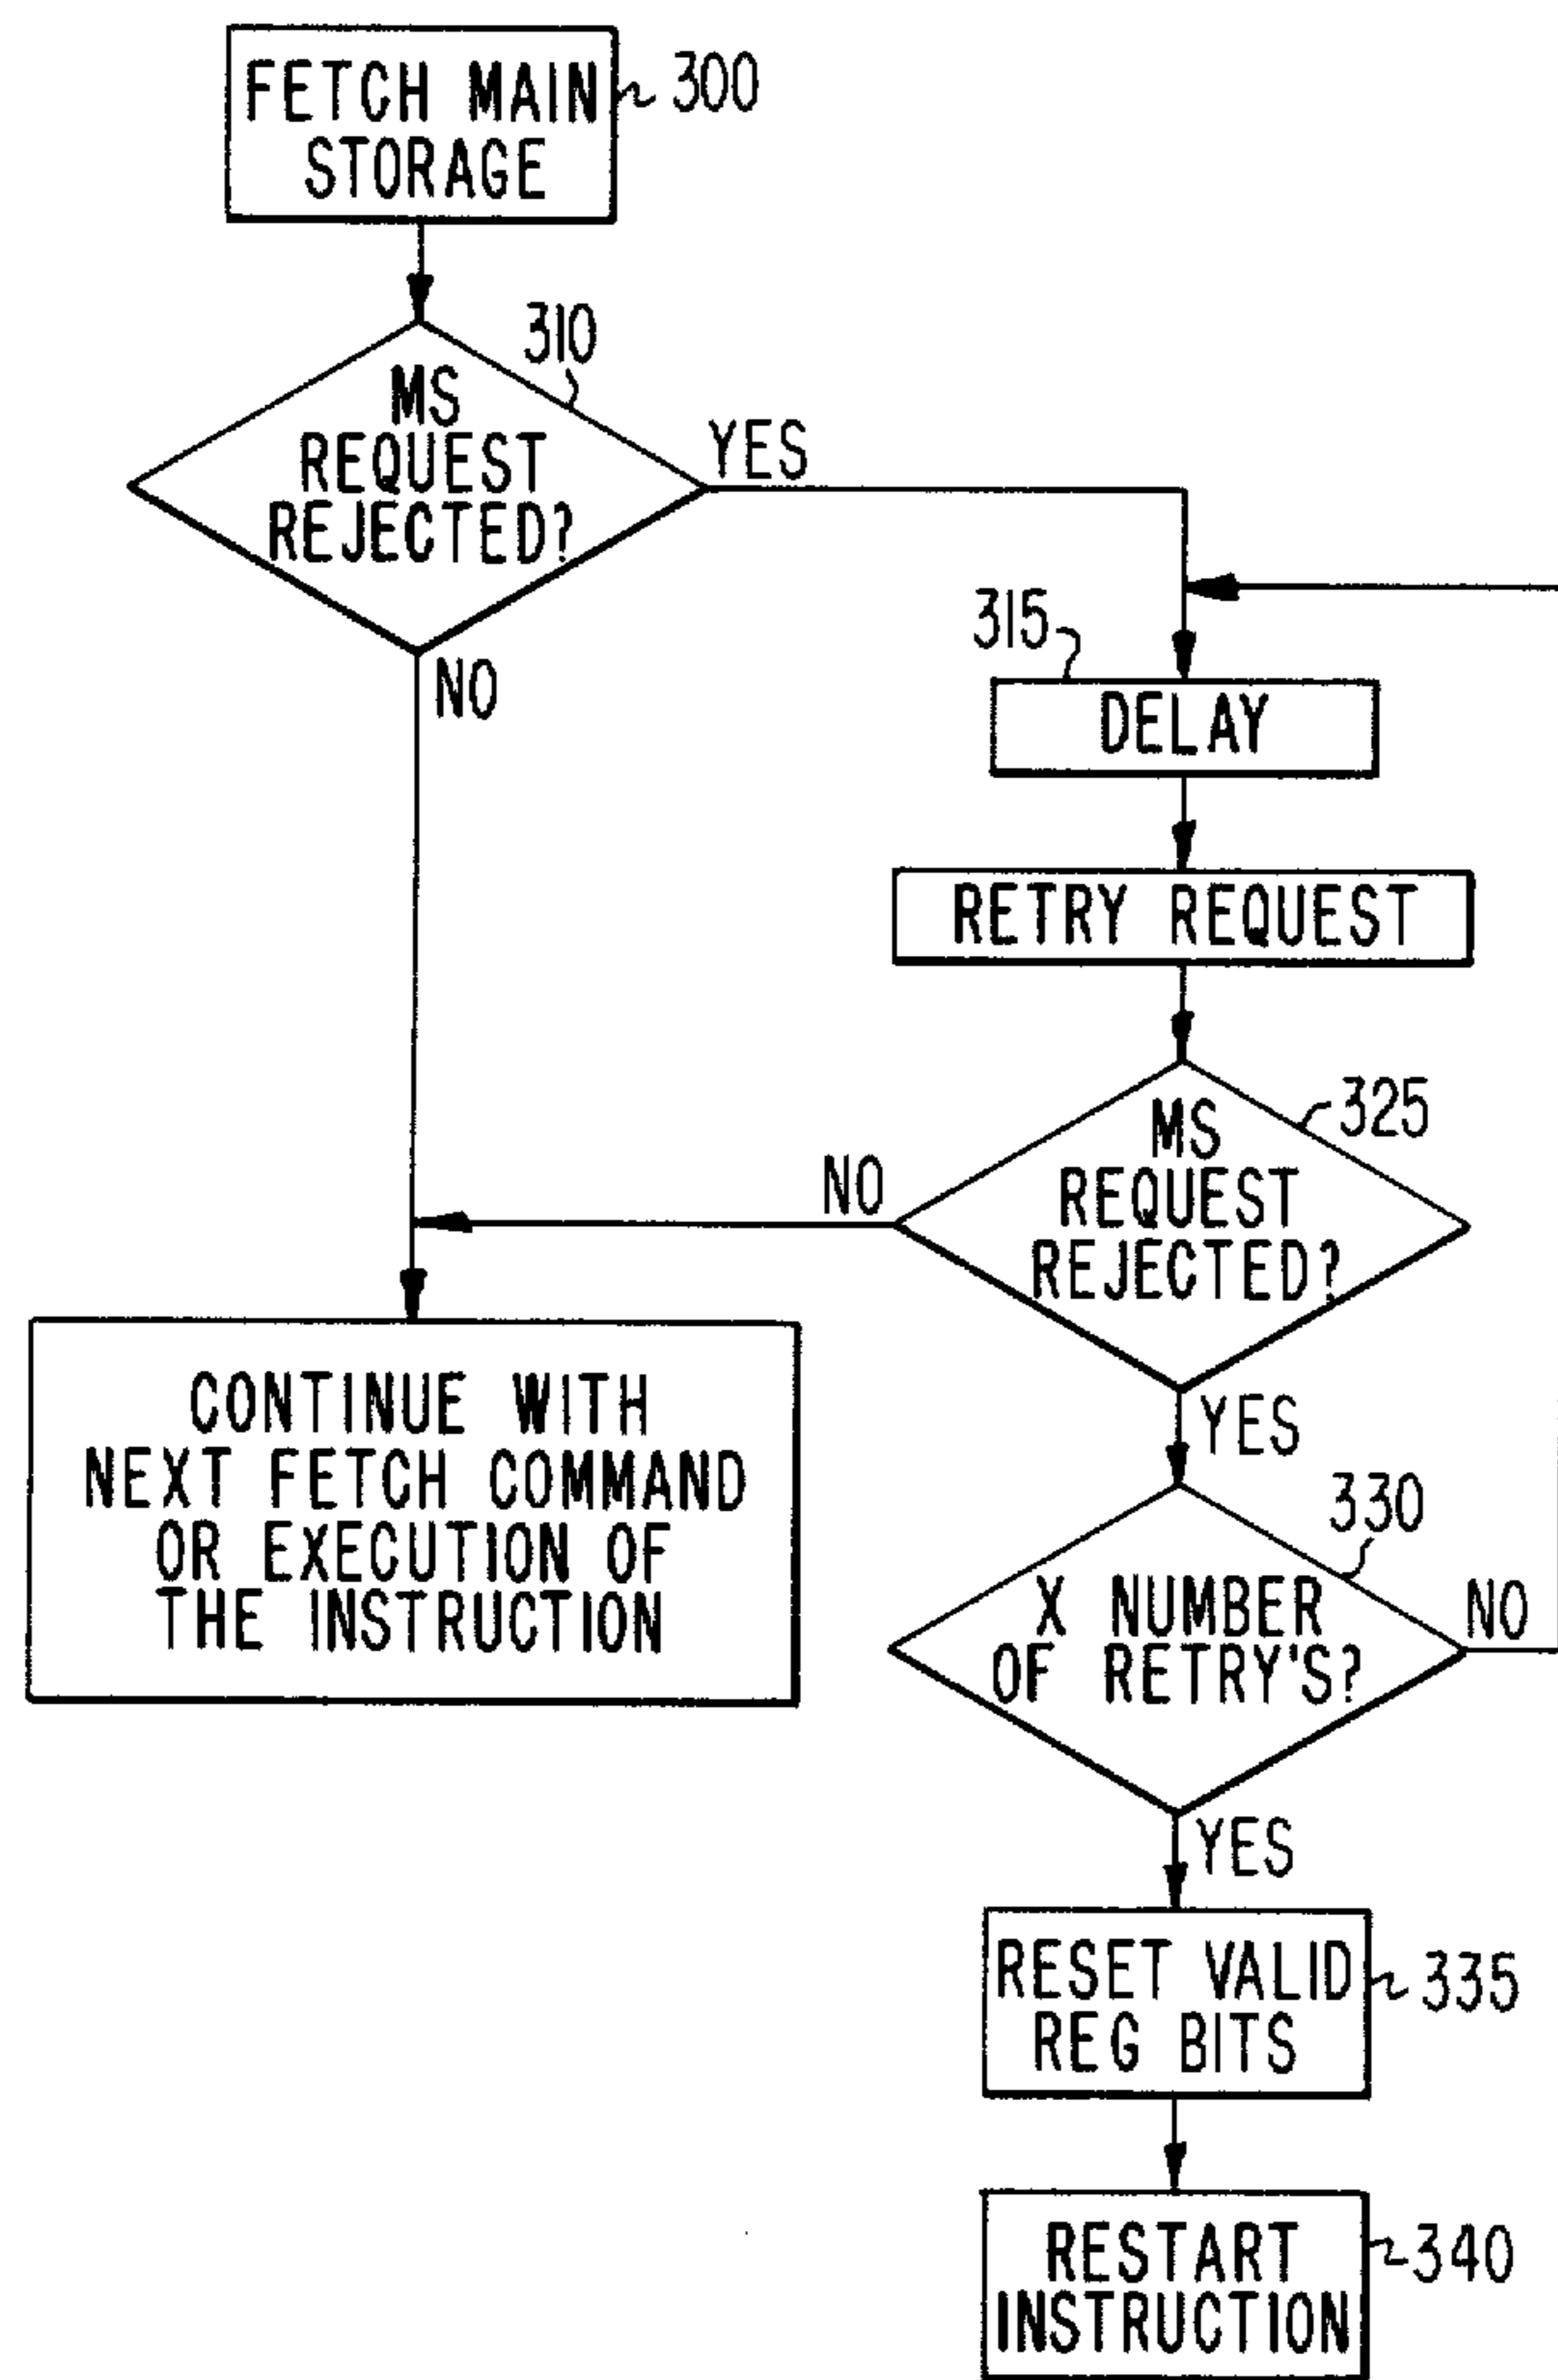 FETCH MAIN
STORAGE
300
310
MS
REQUEST
REJECTED?
YES
NO
315
DELAY
RETRY REQUEST
325
MS
REQUEST
REJECTED?
NO
YES
CONTINUE WITH
NEXT FETCH COMMAND
OR EXECUTION OF
THE INSTRUCTION
330
X NUMBER
OF RETRY'S?
NO
YES
RESET VALID
REG BITS
335
RESTART
INSTRUCTION
340